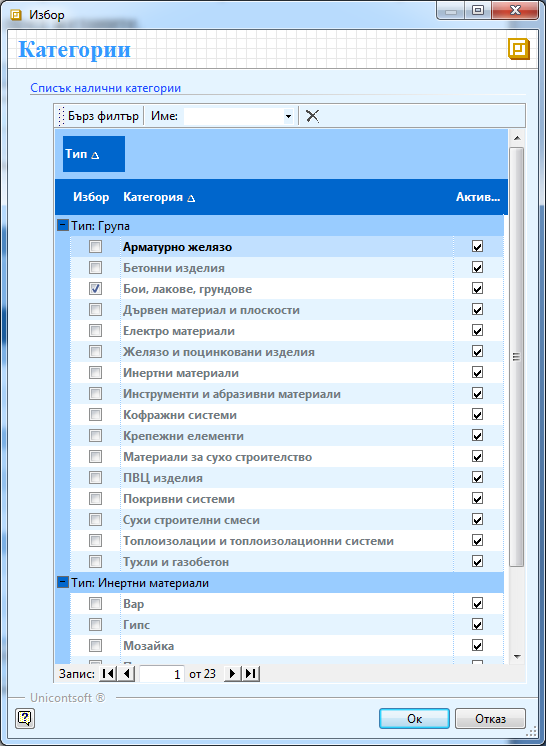 Избор
Категории
Списък налични категории
Бърз филтър Име:
Тип
Избор Категория Актив...
Тип: Група
Арматурно желязо
Бетонни изделия
Бои, лакове, грундове
Дървен материал и плоскости
Електро материали
Желязо и поцинковани изделия
Инертни материали
Инструменти и абразивни материали
Кофражни системи
Крепежни елементи
Материали за сухо строителство
ПВЦ изделия
Покривни системи
Сухи строителни смеси
Топлоизолации и топлоизолационни системи
Тухли и газобетон
Тип: Инертни материали
Вар
Гипс
Мозайка
Запис: 1 от 23
Unicontsoft ®
? Ок Отказ